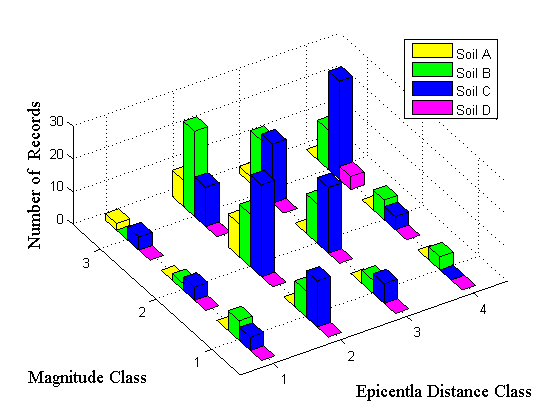 Soil A
Soil B
Soil C
Soil D
30
20
10
0
Number of Records
3
2
1
Magnitude Class
1
2
3
4
Epicentla Distance Class